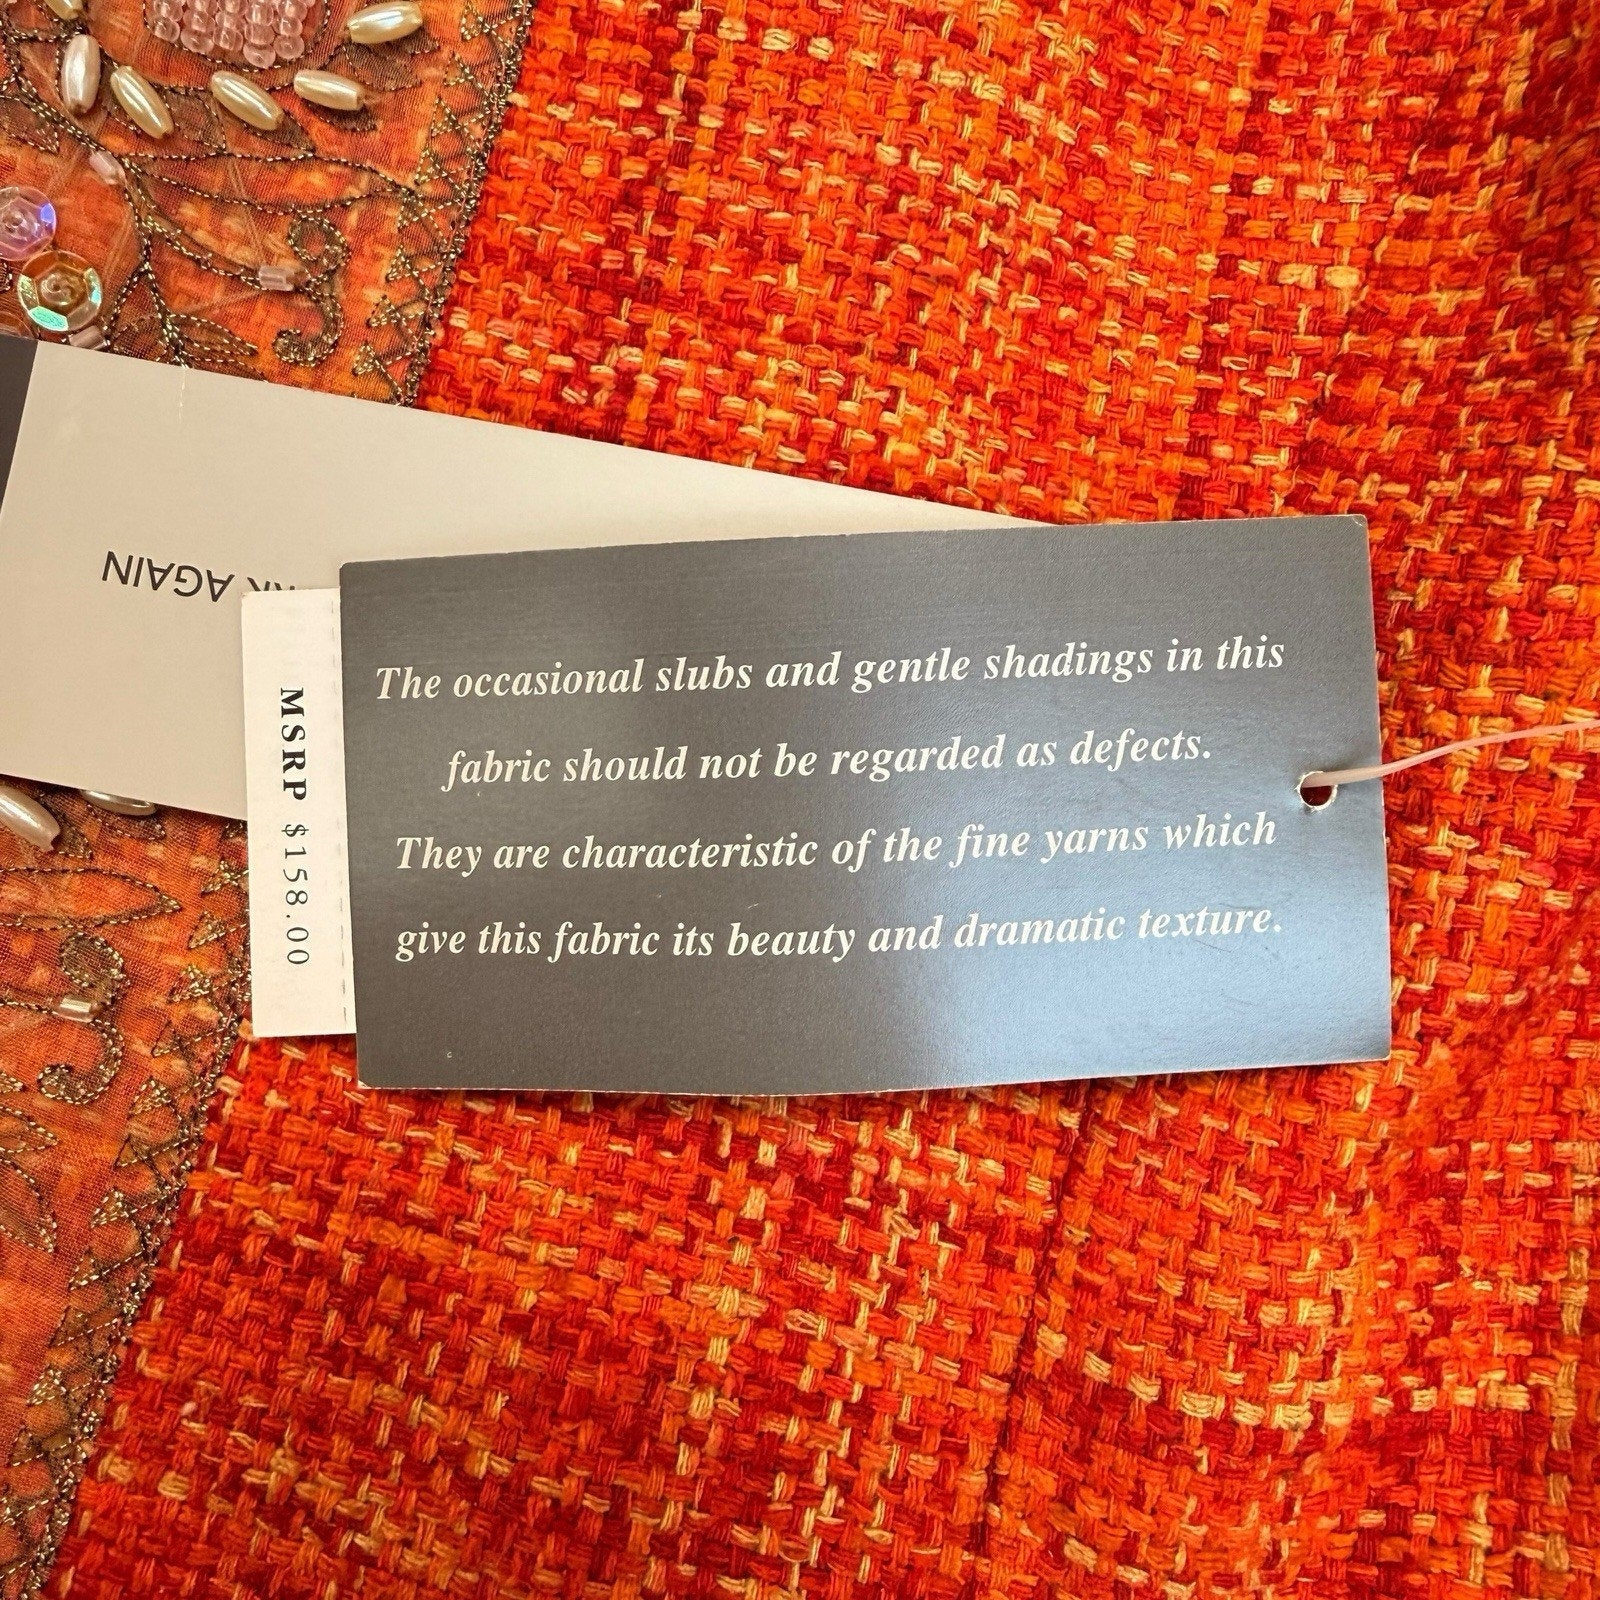 AGAIN
MSRP $158.00
The occasional slubs and gentle shadings in this
fabric should not be regarded as defects.
They are characteristic of the fine yarns which
give this fabric its beauty and dramatic texture.